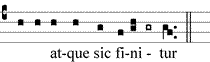 at-que sic fi-ni - tur